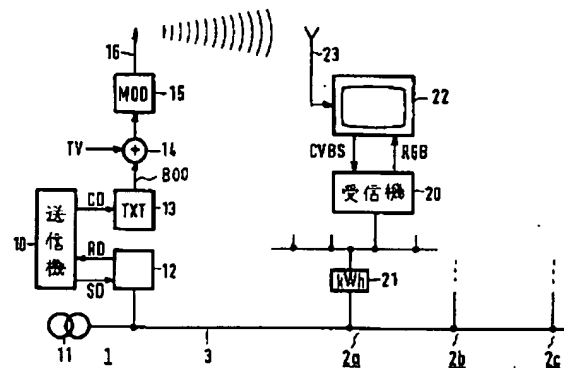 16
MOD
15
TV
14
800
CD
TXT
13
送信機
10
RD
SD
12
11
1
3
23
22
CVBS
RGB
受信機
20
kWh
21
2a
2b
2c